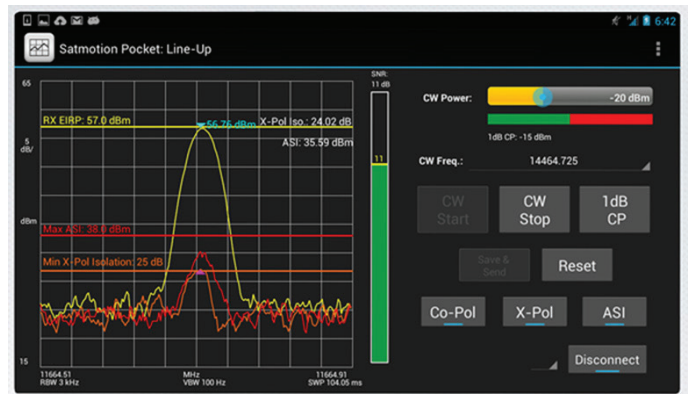 6:42
Satmotion Pocket: Line-Up
65
SNR:
11 dB
RX EIRP: 57.0 dBm
56.76 dBm
X-Pol Iso.: 24.02 dB
ASI: 35.59 dBm
5
dB/
11
dBm
Max ASI: 38.0 dBm
Min X-Pol Isolation: 25 dB
15
11664.51
MHz
11664.91
RBW 3 kHz
VBW 100 Hz
SWP 104.05 ms
CW Power:
-20 dBm
1dB CP: -15 dBm
CW Freq.:
14464.725
CW
Start
CW
Stop
1dB
CP
Save &
Send
Reset
Co-Pol
X-Pol
ASI
Disconnect